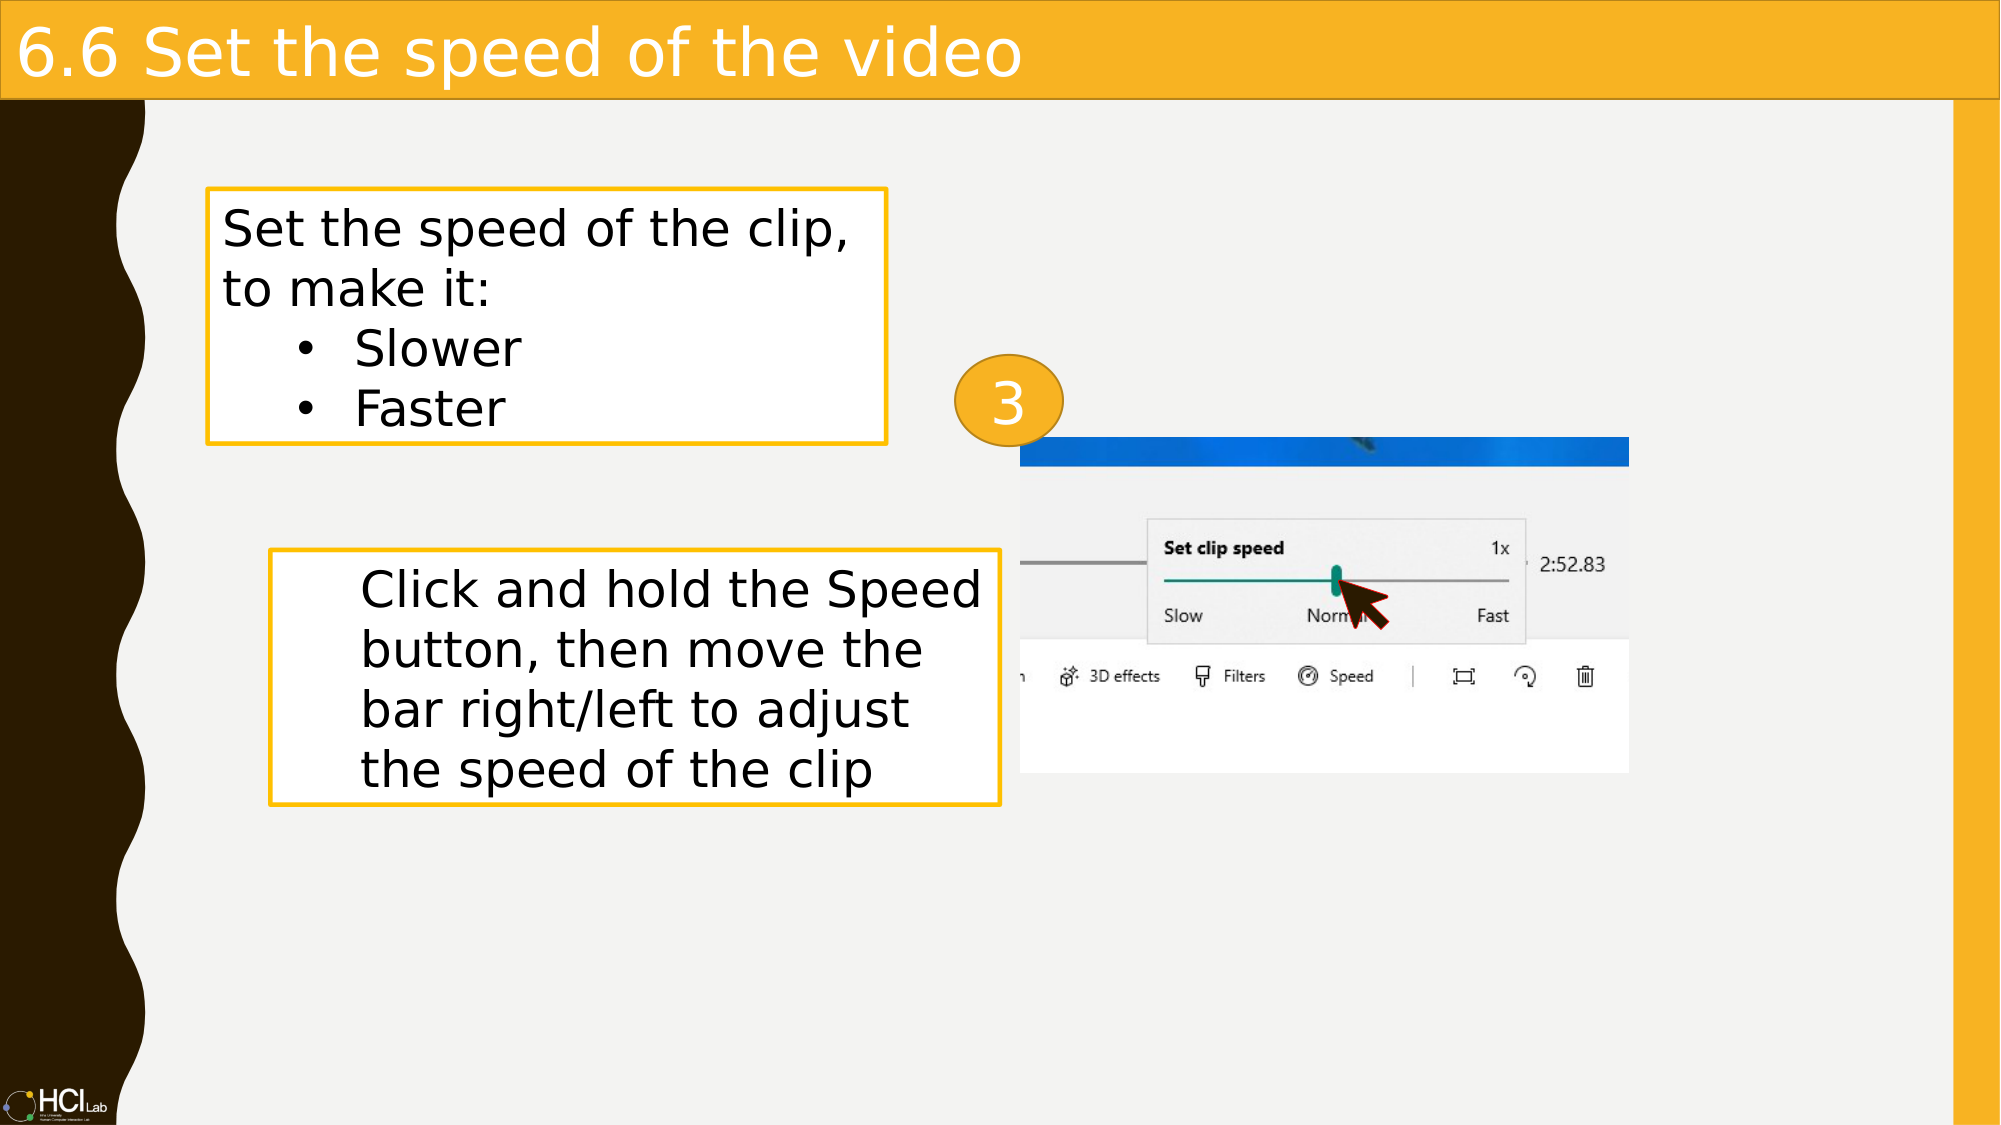 6.6 Set the speed of the video
Set the speed of the clip,
to make it:
• Slower
• Faster
3
Click and hold the Speed
button, then move the
bar right/left to adjust
the speed of the clip
Set clip speed 1x
2:52.83
Slow Fast
3D effects Filters Speed
HCI Lab